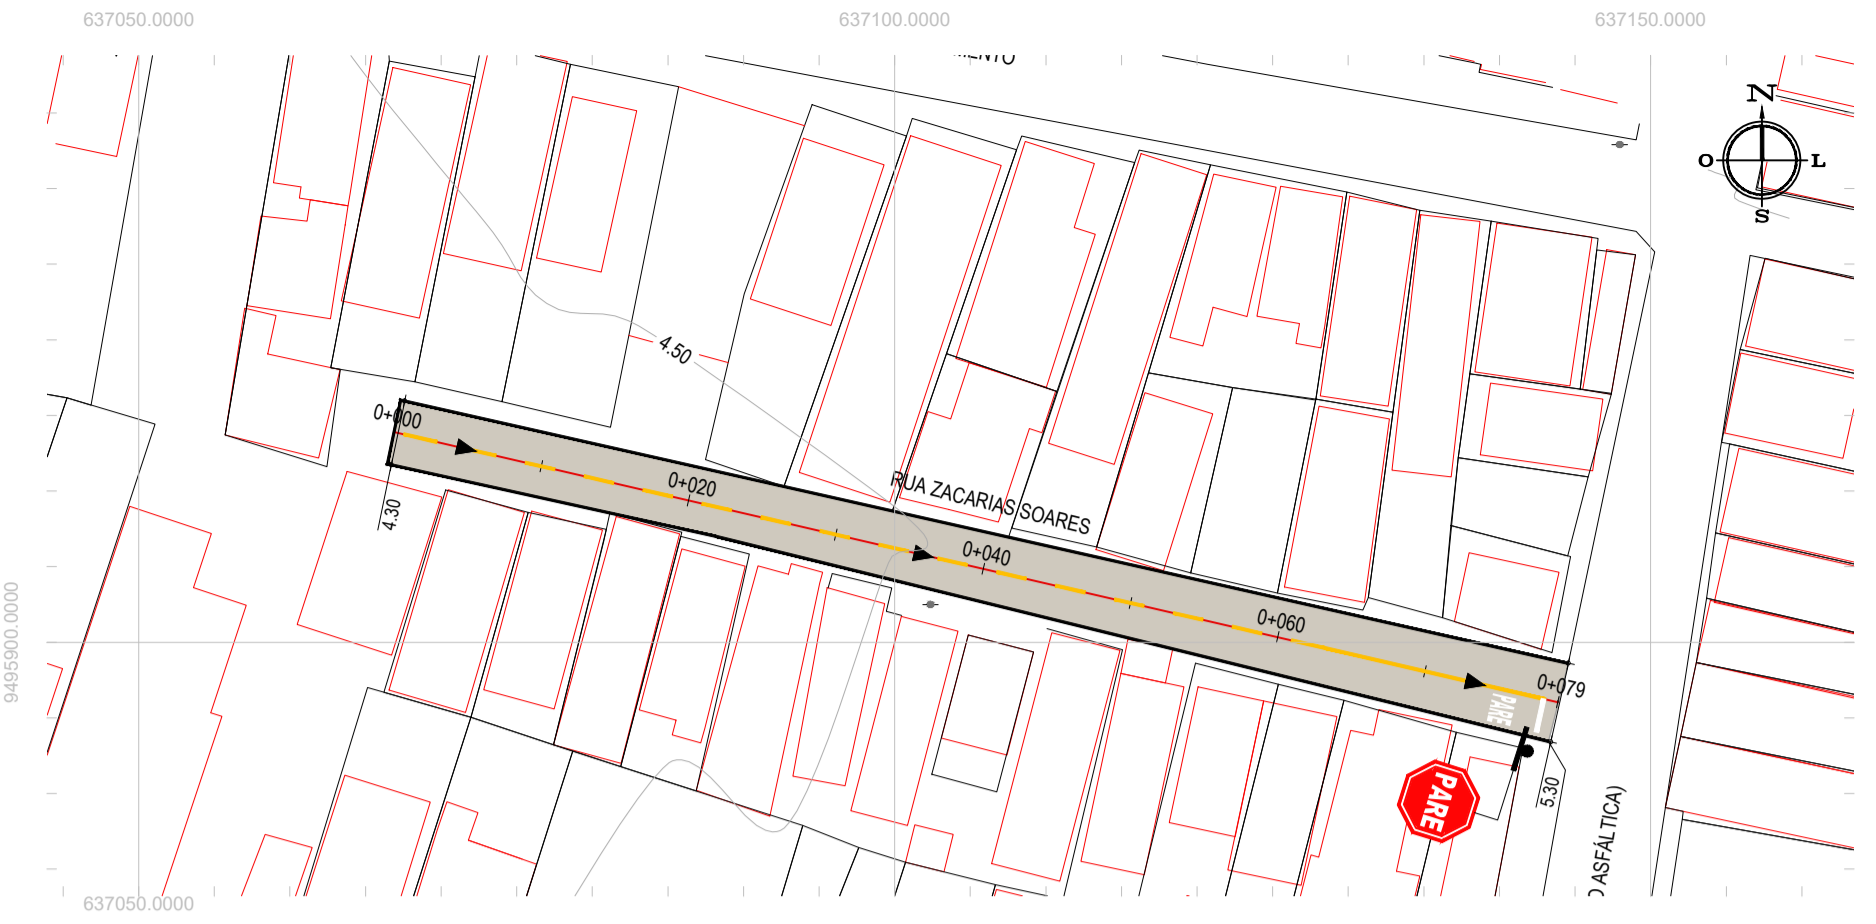 637050.0000
637100.0000
637150.0000
N
O
L
S
4.50
0+000
0+020
RUA ZACARIAS SOARES
4.30
0+040
0+060
0+079
PARE
PARE
5.30
O ASFÁLTICA)
9495900.0000
637050.0000